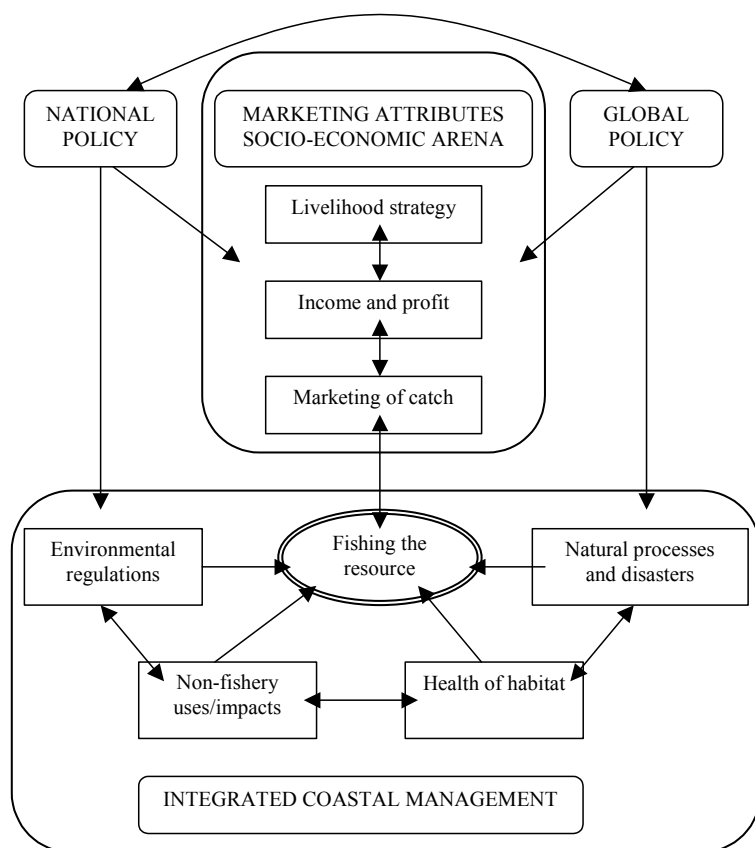 NATIONAL
POLICY
MARKETING ATTRIBUTES
SOCIO-ECONOMIC ARENA
GLOBAL
POLICY
Livelihood strategy
Income and profit
Marketing of catch
Environmental
regulations
Fishing the
resource
Natural processes
and disasters
Non-fishery
uses/impacts
Health of habitat
INTEGRATED COASTAL MANAGEMENT